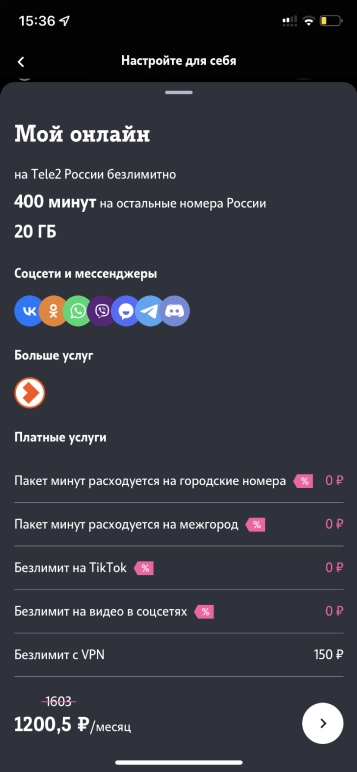 15:36
Настройте для себя
Мой онлайн
на Tele2 России безлимитно
400 минут на остальные номера России
20 ГБ
Соцсети и мессенджеры
Больше услуг
Платные услуги
Пакет минут расходуется на городские номера % 0 ₽
Пакет минут расходуется на межгород % 0 ₽
Безлимит на TikTok % 0 ₽
Безлимит на видео в соцсетях % 0 ₽
Безлимит с VPN 150 ₽
1603
1200,5 ₽/месяц